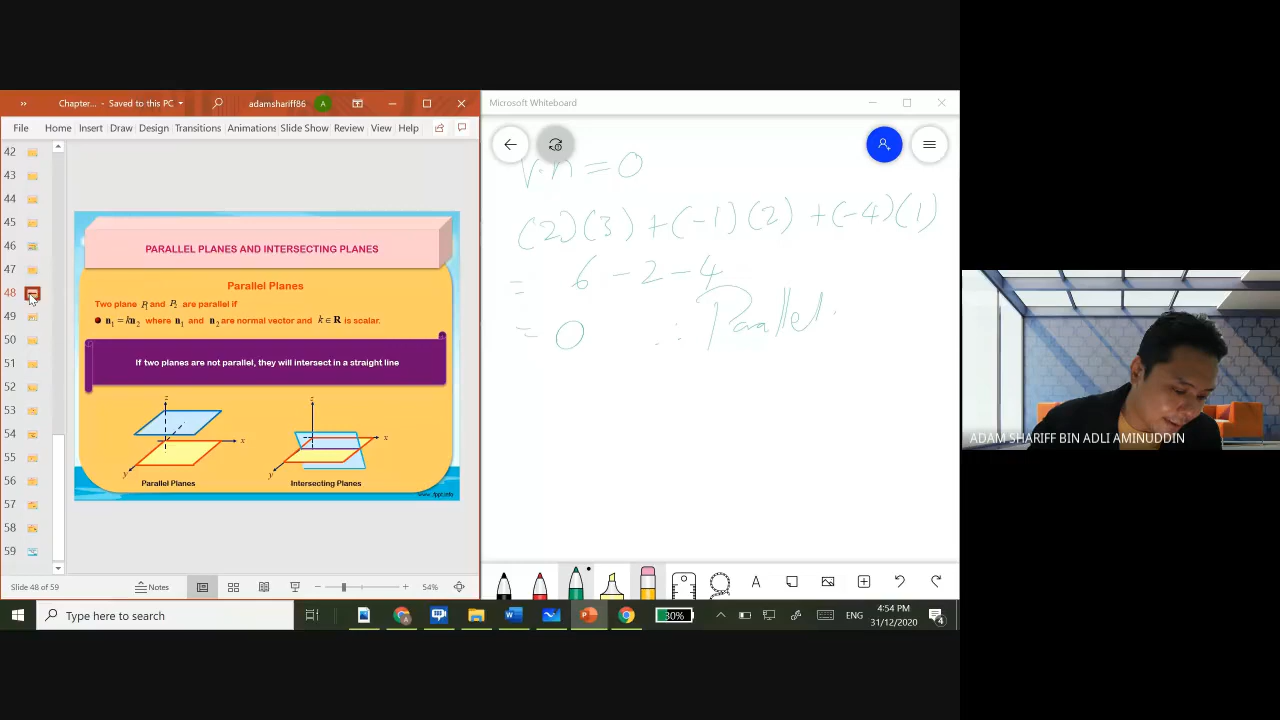 Chapter... - Saved to this PC
adamshariff86
A
File Home Insert Draw Design Transitions Animations Slide Show Review View Help
42
43
44
45
46
47
48
49
50
51
52
53
54
55
56
57
58
59
PARALLEL PLANES AND INTERSECTING PLANES
Parallel Planes
Two plane P₁ and P₂ are parallel if
n₁ = kn₂ where n₁ and n₂ are normal vector and k ∈ R is scalar.
If two planes are not parallel, they will intersect in a straight line
z
x
y
Parallel Planes
z
x
y
Intersecting Planes
Slide 48 of 59
Notes
54%
Microsoft Whiteboard
v.n = 0
(2)(3) + (-1)(2) + (-4)(1)
= 6 - 2 - 4
= 0 ∴ Parallel.
A
ADAM SHARIFF BIN ADLI AMINUDDIN
Type here to search
30%
ENG
4:54 PM
31/12/2020
4